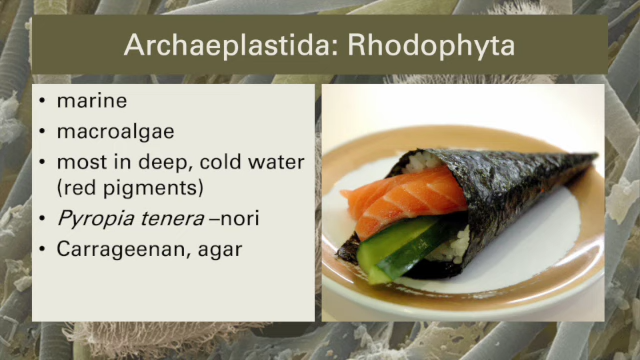 Archaeplastida: Rhodophyta
• marine
• macroalgae
• most in deep, cold water
(red pigments)
• Pyropia tenera –nori
• Carrageenan, agar